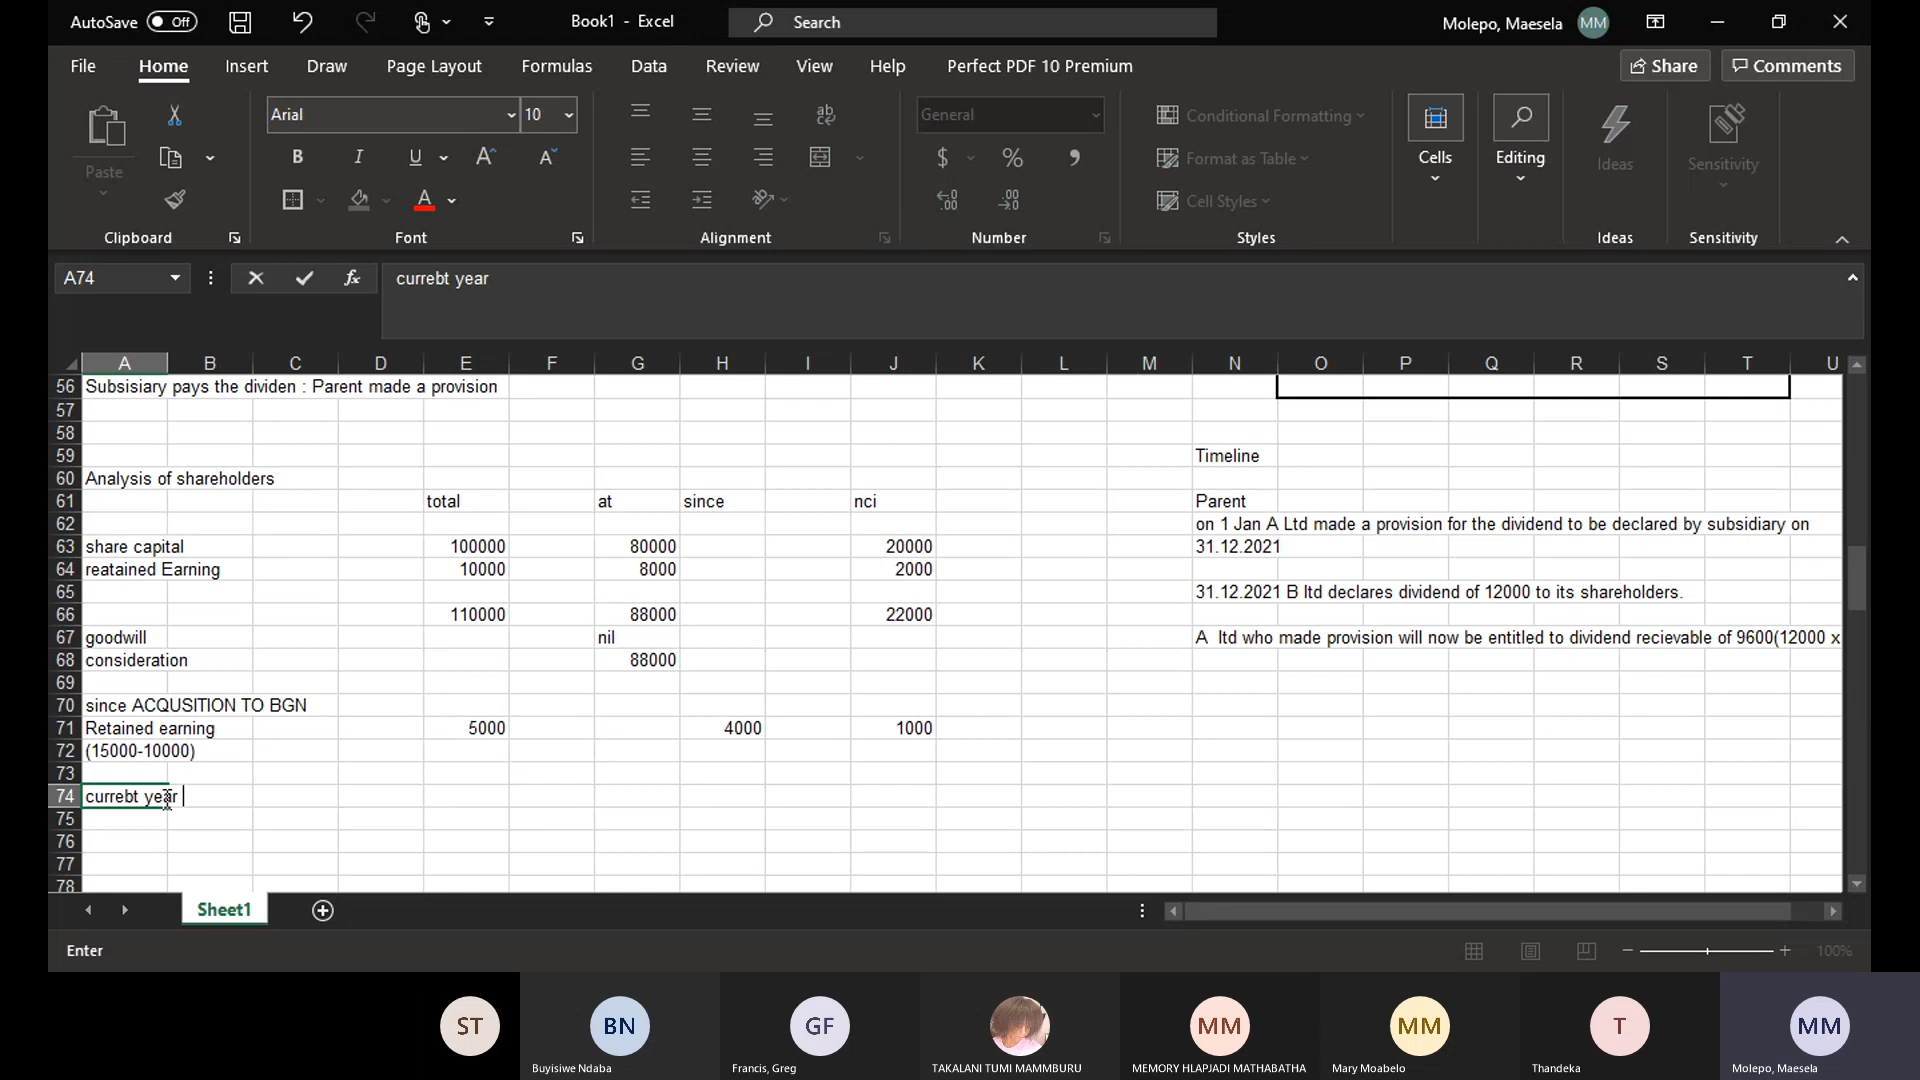 AutoSave Off Book1 - Excel Search Molepo, Maesela MM
File Home Insert Draw Page Layout Formulas Data Review View Help Perfect PDF 10 Premium Share Comments
Arial 10 ab General Conditional Formatting
Paste B I U A A $ % , Format as Table Cells Editing Ideas Sensitivity
A Cell Styles
Clipboard Font Alignment Number Styles Ideas Sensitivity
A74 fx currebt year
A B C D E F G H I J K L M N O P Q R S T U
56 Subsisiary pays the dividen : Parent made a provision
57
58
59 Timeline
60 Analysis of shareholders
61 total at since nci Parent
62 on 1 Jan A Ltd made a provision for the dividend to be declared by subsidiary on
63 share capital 100000 80000 20000 31.12.2021
64 reatained Earning 10000 8000 2000
65 31.12.2021 B ltd declares dividend of 12000 to its shareholders.
66 110000 88000 22000
67 goodwill nil A ltd who made provision will now be entitled to dividend recievable of 9600(12000 x
68 consideration 88000
69
70 since ACQUSITION TO BGN
71 Retained earning 5000 4000 1000
72 (15000-10000)
73
74 currebt year
75
76
77
78
Sheet1
Enter 100%
ST BN GF MM MM T MM
Buyisiwe Ndaba Francis, Greg TAKALANI TUMI MAMMBURU MEMORY HLAPJADI MATHABATHA Mary Moabelo Thandeka Molepo, Maesela